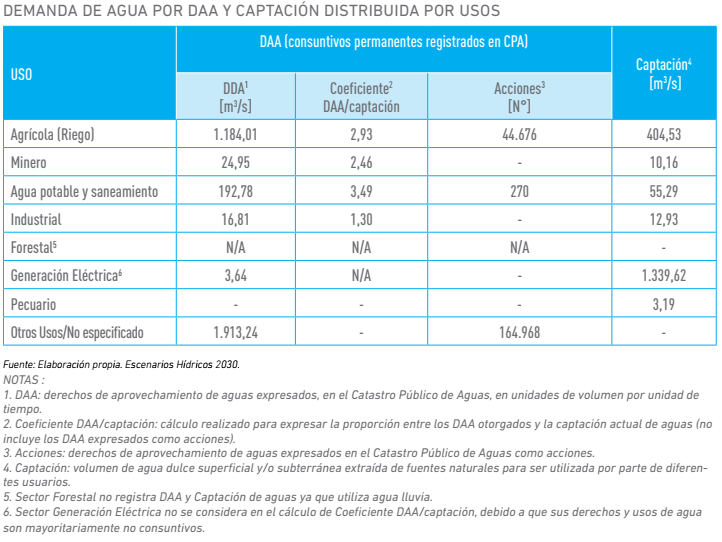 DEMANDA DE AGUA POR DAA Y CAPTACIÓN DISTRIBUIDA POR USOS
USO
DAA (consuntivos permanentes registrados en CPA)
Captación⁴
[m³/s]
DDA¹
[m³/s]
Coeficiente²
DAA/captación
Acciones³
[N°]
Agrícola (Riego) 1.184,01 2,93 44.676 404,53
Minero 24,95 2,46 - 10,16
Agua potable y saneamiento 192,78 3,49 270 55,29
Industrial 16,81 1,30 - 12,93
Forestal⁵ N/A N/A N/A -
Generación Eléctrica⁶ 3,64 N/A - 1.339,62
Pecuario - - - 3,19
Otros Usos/No especificado 1.913,24 - 164.968 -
Fuente: Elaboración propia. Escenarios Hídricos 2030.
NOTAS :
1. DAA: derechos de aprovechamiento de aguas expresados, en el Catastro Público de Aguas, en unidades de volumen por unidad de
tiempo.
2. Coeficiente DAA/captación: cálculo realizado para expresar la proporción entre los DAA otorgados y la captación actual de aguas (no
incluye los DAA expresados como acciones).
3. Acciones: derechos de aprovechamiento de aguas expresados en el Catastro Público de Aguas como acciones.
4. Captación: volumen de agua dulce superficial y/o subterránea extraída de fuentes naturales para ser utilizada por parte de diferen-
tes usuarios.
5. Sector Forestal no registra DAA y Captación de aguas ya que utiliza agua lluvia.
6. Sector Generación Eléctrica no se considera en el cálculo de Coeficiente DAA/captación, debido a que sus derechos y usos de agua
son mayoritariamente no consuntivos.